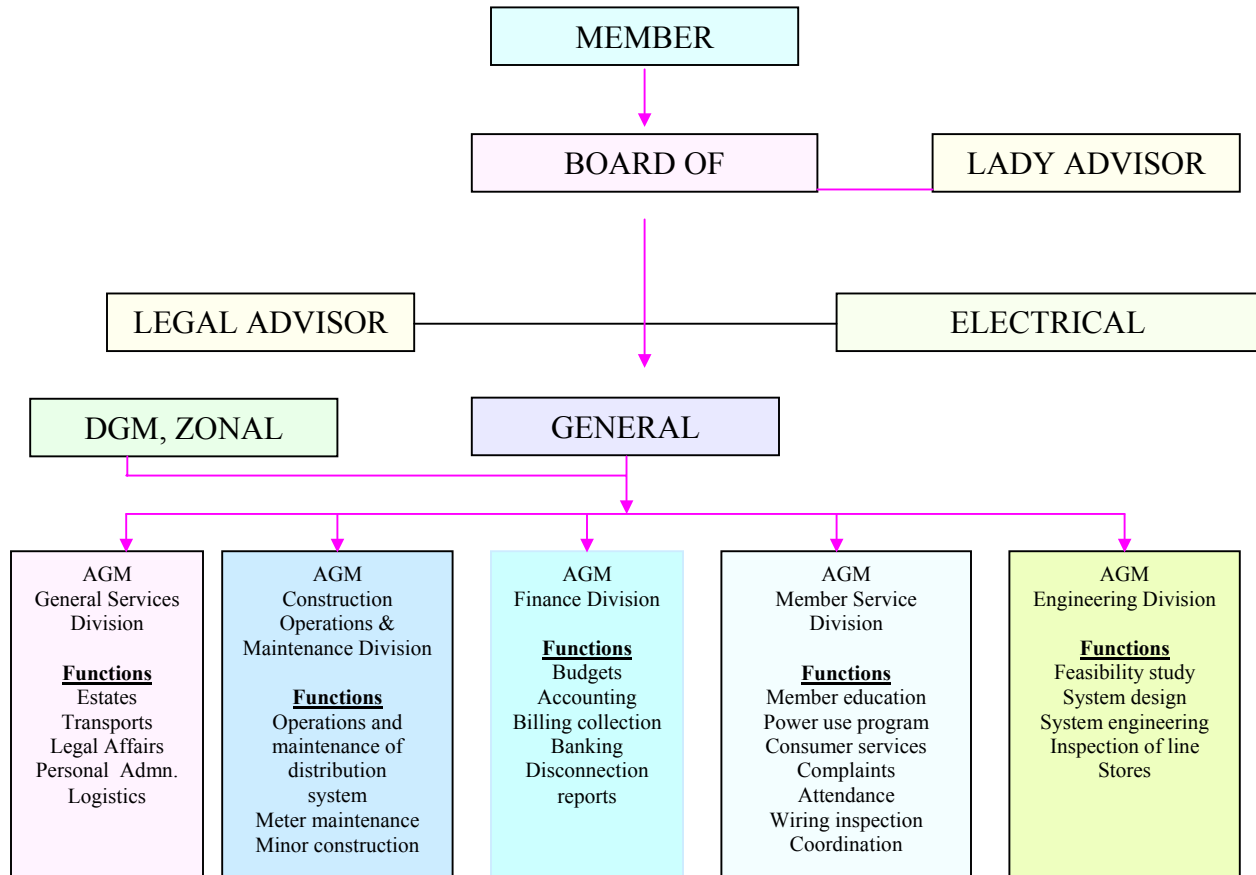 MEMBER
BOARD OF
LADY ADVISOR
LEGAL ADVISOR
ELECTRICAL
DGM, ZONAL
GENERAL
AGM
General Services
Division
Functions
Estates
Transports
Legal Affairs
Personal Admn.
Logistics
AGM
Construction
Operations &
Maintenance Division
Functions
Operations and
maintenance of
distribution
system
Meter maintenance
Minor construction
AGM
Finance Division
Functions
Budgets
Accounting
Billing collection
Banking
Disconnection
reports
AGM
Member Service
Division
Functions
Member education
Power use program
Consumer services
Complaints
Attendance
Wiring inspection
Coordination
AGM
Engineering Division
Functions
Feasibility study
System design
System engineering
Inspection of line
Stores